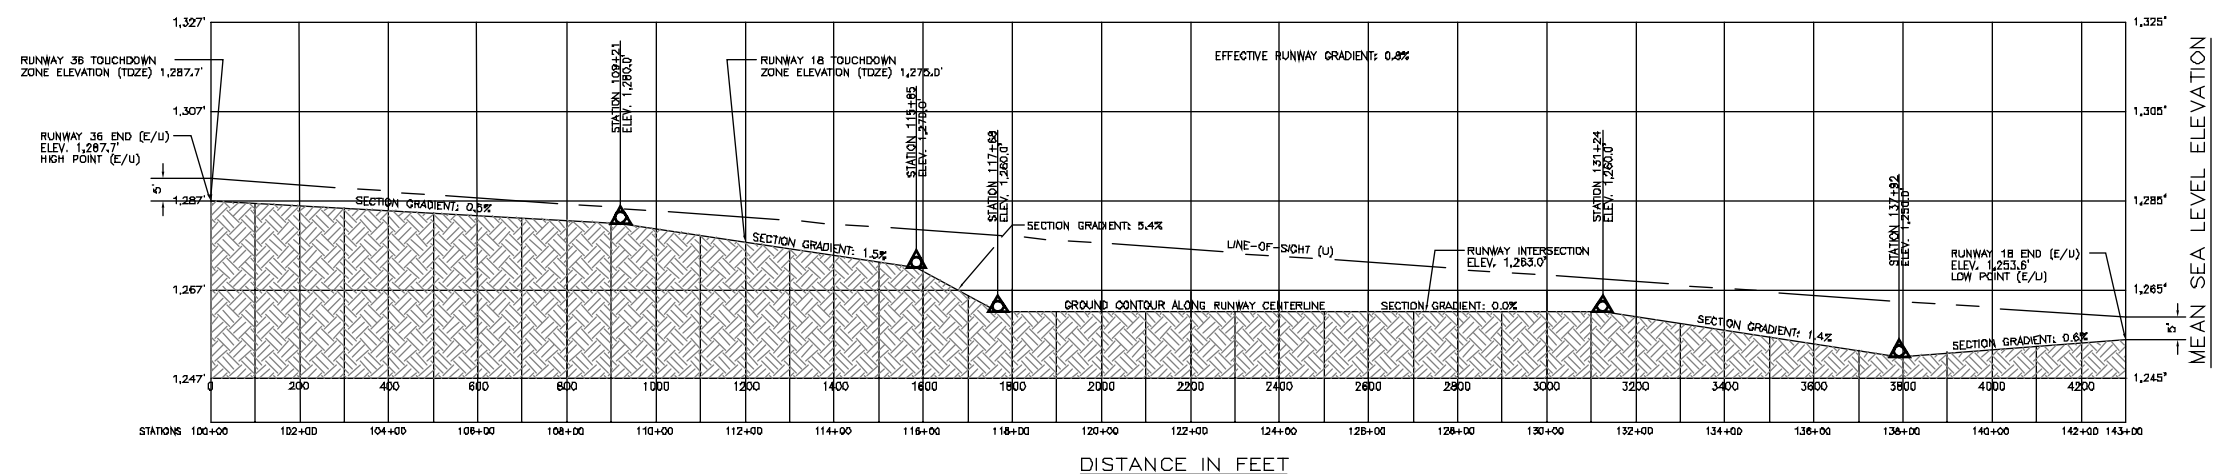 1,327'
1,325'
RUNWAY 36 TOUCHDOWN
ZONE ELEVATION (TDZE) 1,287.7'
STATION 109+21
ELEV. 1,280.0'
RUNWAY 18 TOUCHDOWN
ZONE ELEVATION (TDZE) 1,275.0'
EFFECTIVE RUNWAY GRADIENT: 0.8%
1,307'
1,305'
RUNWAY 36 END (E/U)
ELEV. 1,287.7'
HIGH POINT (E/U)
STATION 115+85
ELEV. 1,270.0'
STATION 117+68
ELEV. 1,260.0'
STATION 131+24
ELEV. 1,260.0'
STATION 137+92
ELEV. 1,250.0'
5'
1,287'
1,285'
SECTION GRADIENT: 0.5%
SECTION GRADIENT: 1.5%
SECTION GRADIENT: 5.4%
LINE-OF-SIGHT (U)
RUNWAY INTERSECTION
ELEV. 1,263.0'
RUNWAY 18 END (E/U)
ELEV. 1,253.6'
LOW POINT (E/U)
1,267'
1,265'
GROUND CONTOUR ALONG RUNWAY CENTERLINE
SECTION GRADIENT: 0.0%
SECTION GRADIENT: 1.4%
SECTION GRADIENT: 0.6%
5'
1,247'
1,245'
0 200 400 600 800 1000 1200 1400 1600 1800 2000 2200 2400 2600 2800 3000 3200 3400 3600 3800 4000 4200
STATIONS 100+00 102+00 104+00 106+00 108+00 110+00 112+00 114+00 116+00 118+00 120+00 122+00 124+00 126+00 128+00 130+00 132+00 134+00 136+00 138+00 140+00 142+00 143+00
DISTANCE IN FEET
MEAN SEA LEVEL ELEVATION